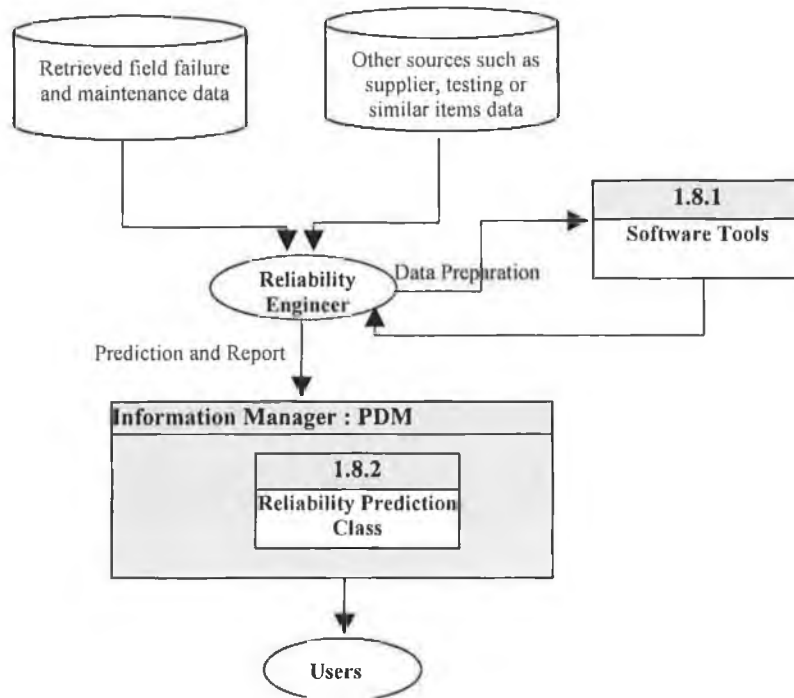 Retrieved field failure
and maintenance data
Other sources such as
supplier, testing or
similar items data
1.8.1
Software Tools
Reliability
Engineer
Data Preparation
Prediction and Report
Information Manager : PDM
1.8.2
Reliability Prediction
Class
Users